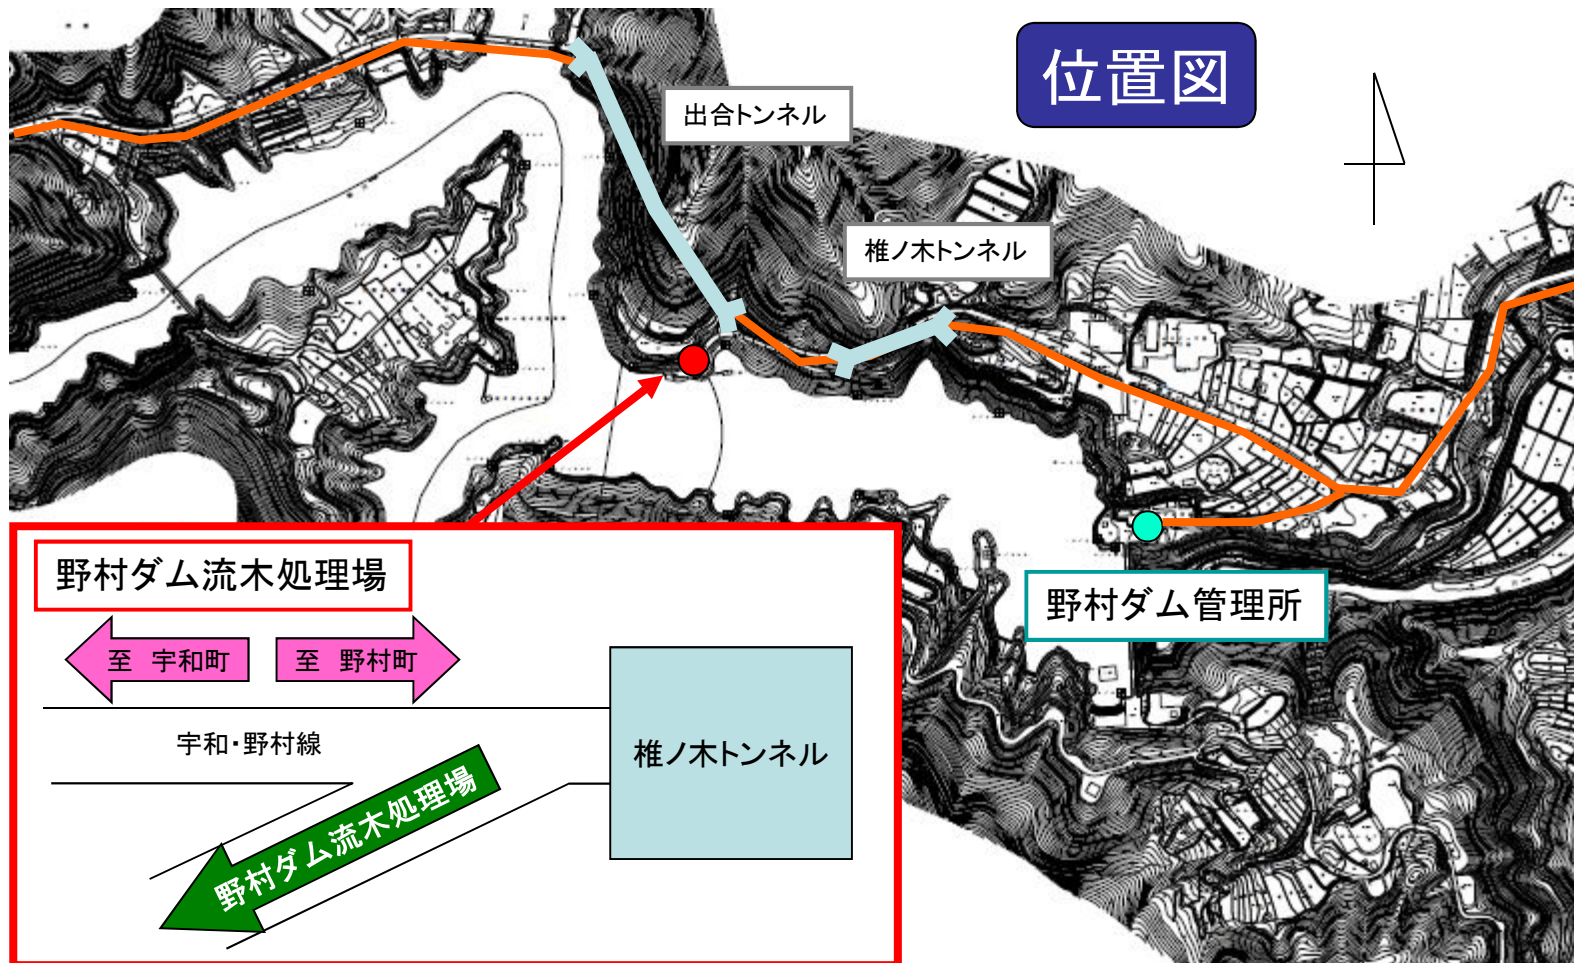 位置図
出合トンネル
椎ノ木トンネル
野村ダム管理所
野村ダム流木処理場
至　宇和町
至　野村町
宇和・野村線
椎ノ木トンネル
野村ダム流木処理場